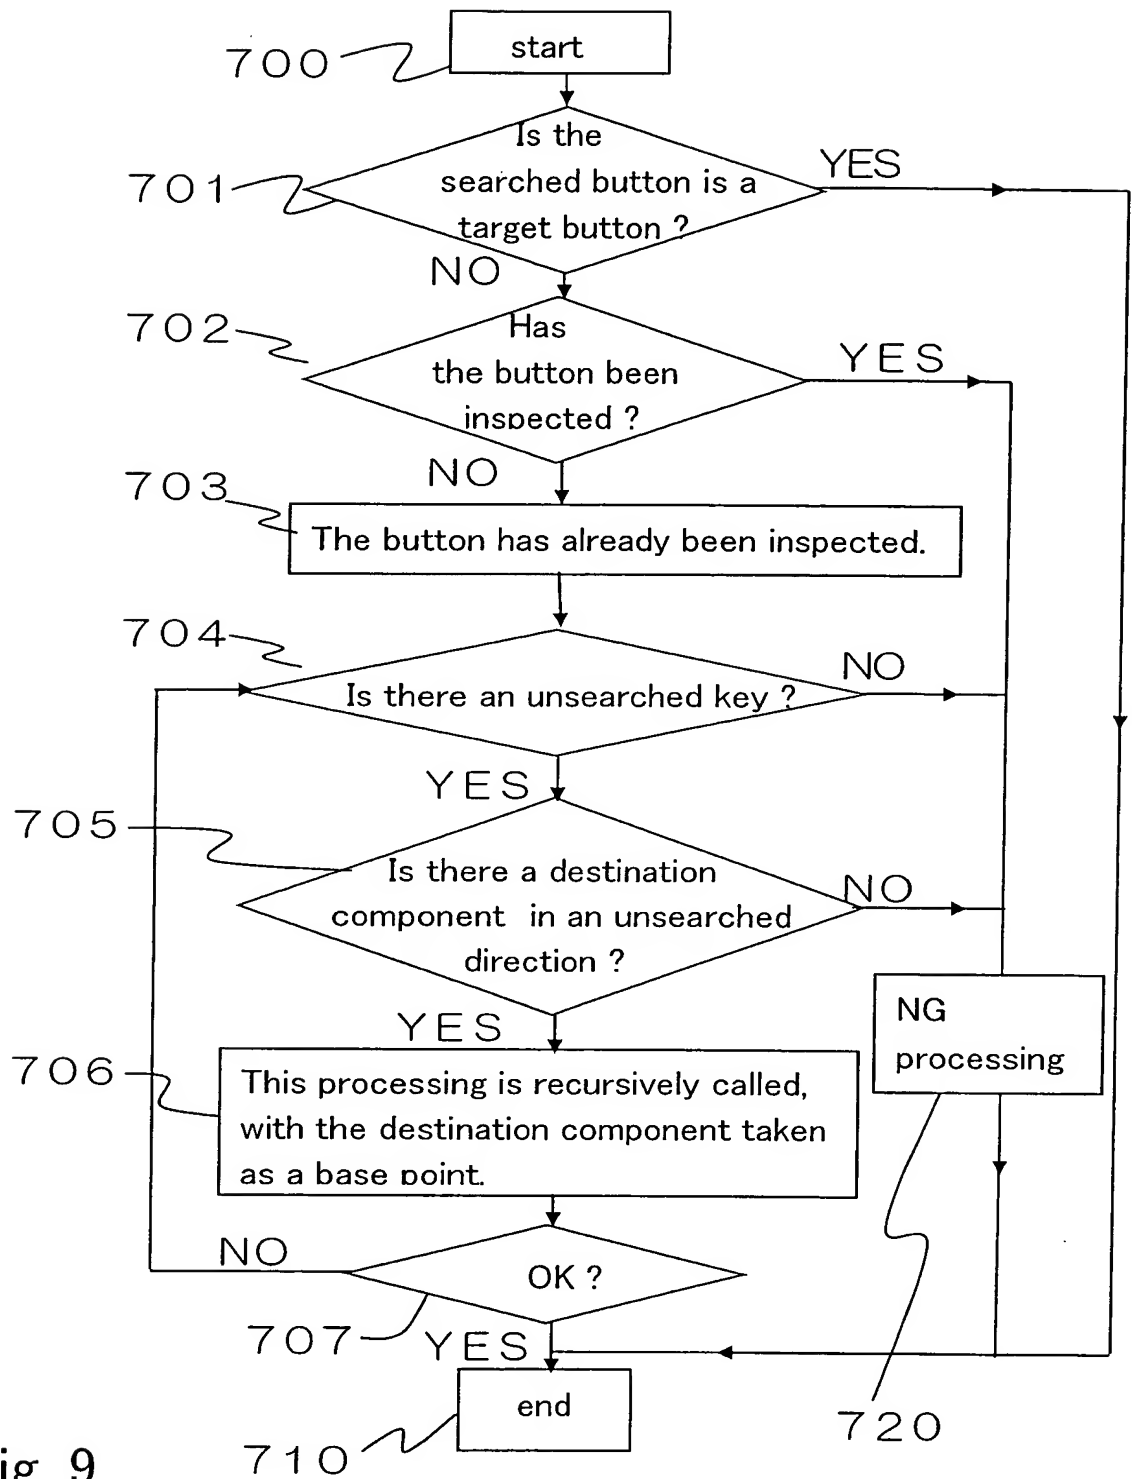 start
700
Is the
searched button is a
target button ?
701
YES
NO
702
Has
the button been
inspected ?
YES
NO
703
The button has already been inspected.
704
Is there an unsearched key ?
NO
YES
705
Is there a destination
component in an unsearched
direction ?
NO
YES
NG
processing
706
This processing is recursively called,
with the destination component taken
as a base point.
NO
OK ?
707
YES
720
end
710
9